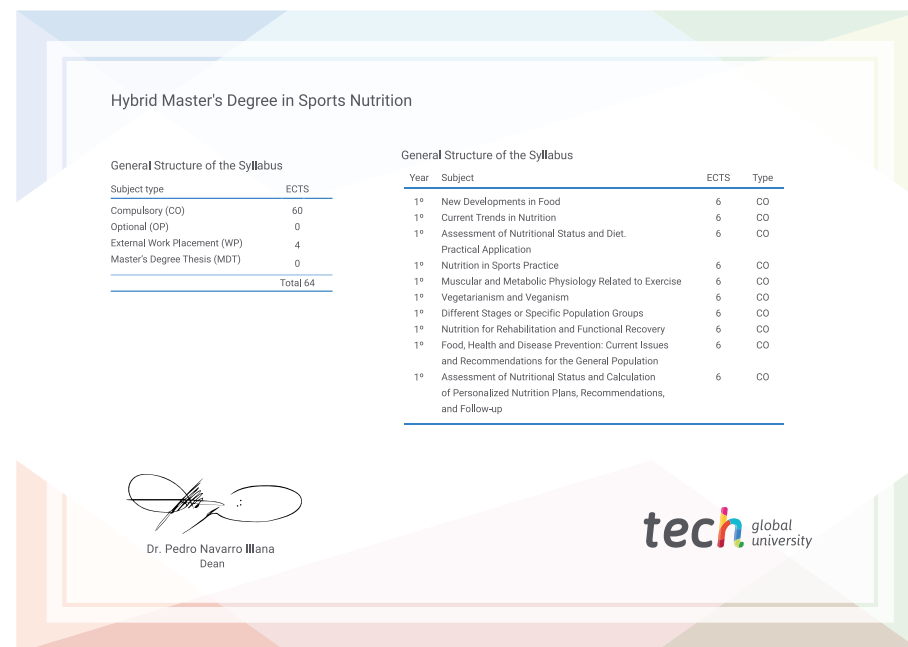 Hybrid Master's Degree in Sports Nutrition
General Structure of the Syllabus
Subject type ECTS
Compulsory (CO) 60
Optional (OP) 0
External Work Placement (WP) 4
Master's Degree Thesis (MDT) 0
Total 64
General Structure of the Syllabus
Year Subject ECTS Type
1º New Developments in Food 6 CO
1º Current Trends in Nutrition 6 CO
1º Assessment of Nutritional Status and Diet. 6 CO
Practical Application
1º Nutrition in Sports Practice 6 CO
1º Muscular and Metabolic Physiology Related to Exercise 6 CO
1º Vegetarianism and Veganism 6 CO
1º Different Stages or Specific Population Groups 6 CO
1º Nutrition for Rehabilitation and Functional Recovery 6 CO
1º Food, Health and Disease Prevention: Current Issues 6 CO
and Recommendations for the General Population
1º Assessment of Nutritional Status and Calculation 6 CO
of Personalized Nutrition Plans, Recommendations,
and Follow-up
Dr. Pedro Navarro Illana
Dean
tech global
university